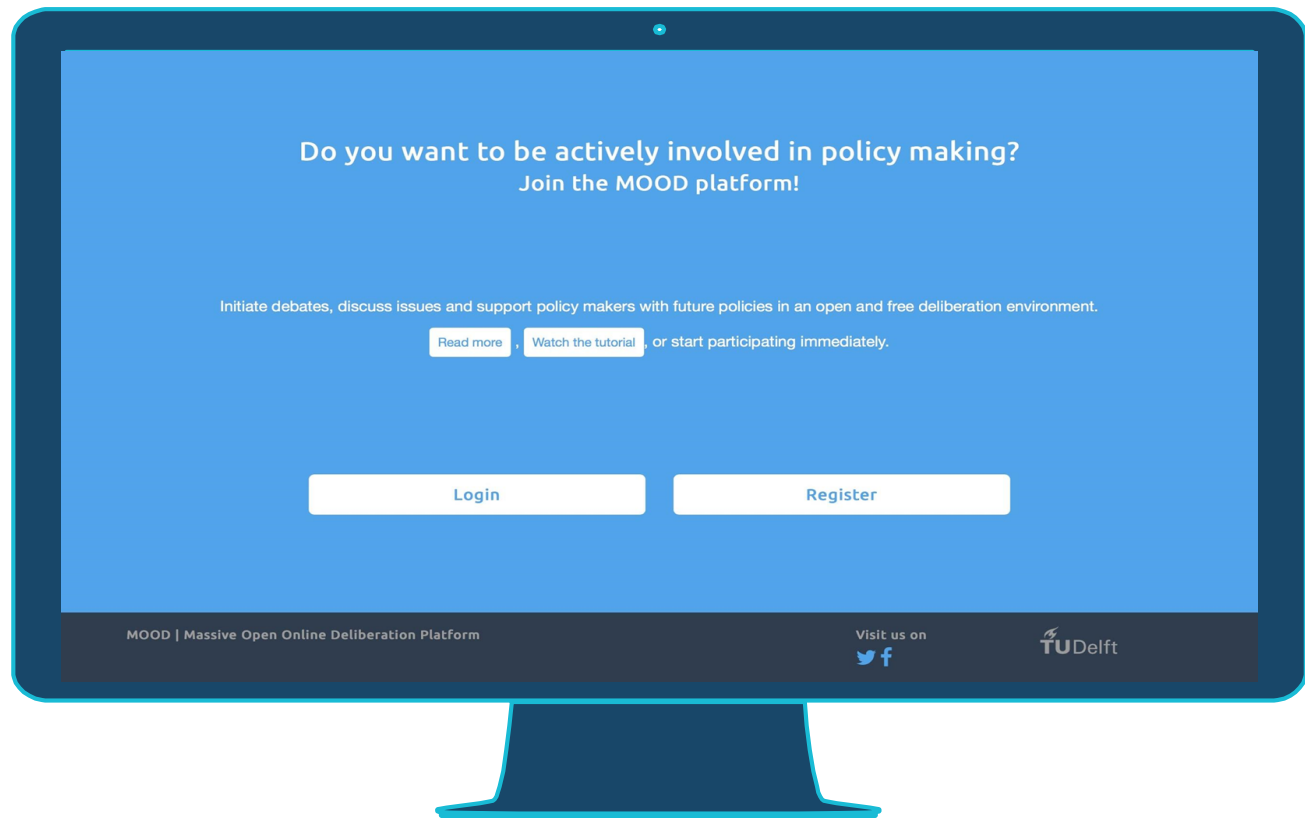 Do you want to be actively involved in policy making?
Join the MOOD platform!
Initiate debates, discuss issues and support policy makers with future policies in an open and free deliberation environment.
Read more , Watch the tutorial , or start participating immediately.
Login
Register
MOOD | Massive Open Online Deliberation Platform
Visit us on
TUDelft